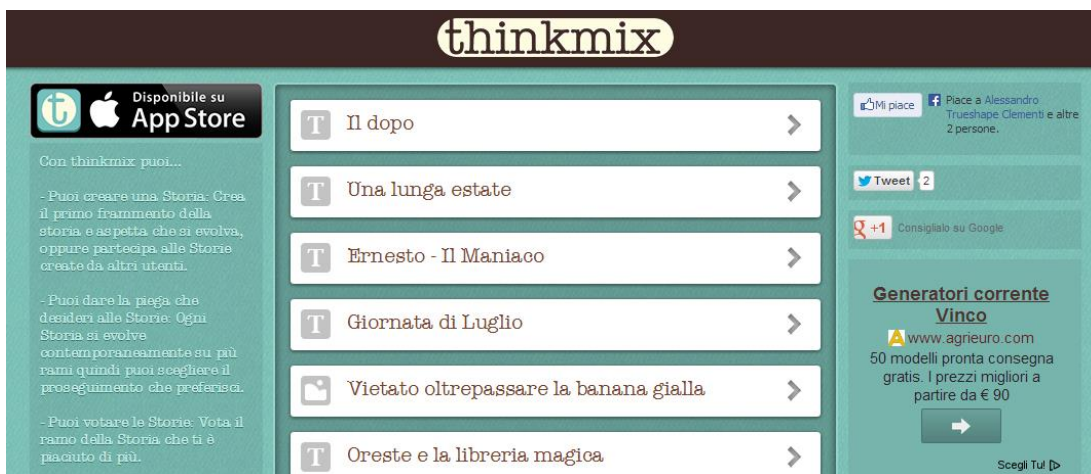 thinkmix
Disponibile su
App Store
Con thinkmix puoi...
- Puoi creare una Storia: Crea
il primo frammento della
storia e aspetta che si evolva,
oppure partecipa alle Storie
create da altri utenti.
- Puoi dare la piega che
desideri alle Storie: Ogni
Storia si evolve
contemporaneamente su più
rami quindi puoi scegliere il
proseguimento che preferisci.
- Puoi votare le Storie: Vota il
ramo della Storia che ti è
piaciuto di più.
T Il dopo
T Una lunga estate
T Ernesto - Il Maniaco
T Giornata di Luglio
Vietato oltrepassare la banana gialla
T Oreste e la libreria magica
Mi piace
Piace a Alessandro
Trueshape Clementi e altre
2 persone.
Tweet 2
+1 Consiglialo su Google
Generatori corrente
Vinco
www.agrieuro.com
50 modelli pronta consegna
gratis. I prezzi migliori a
partire da € 90
Scegli Tu!